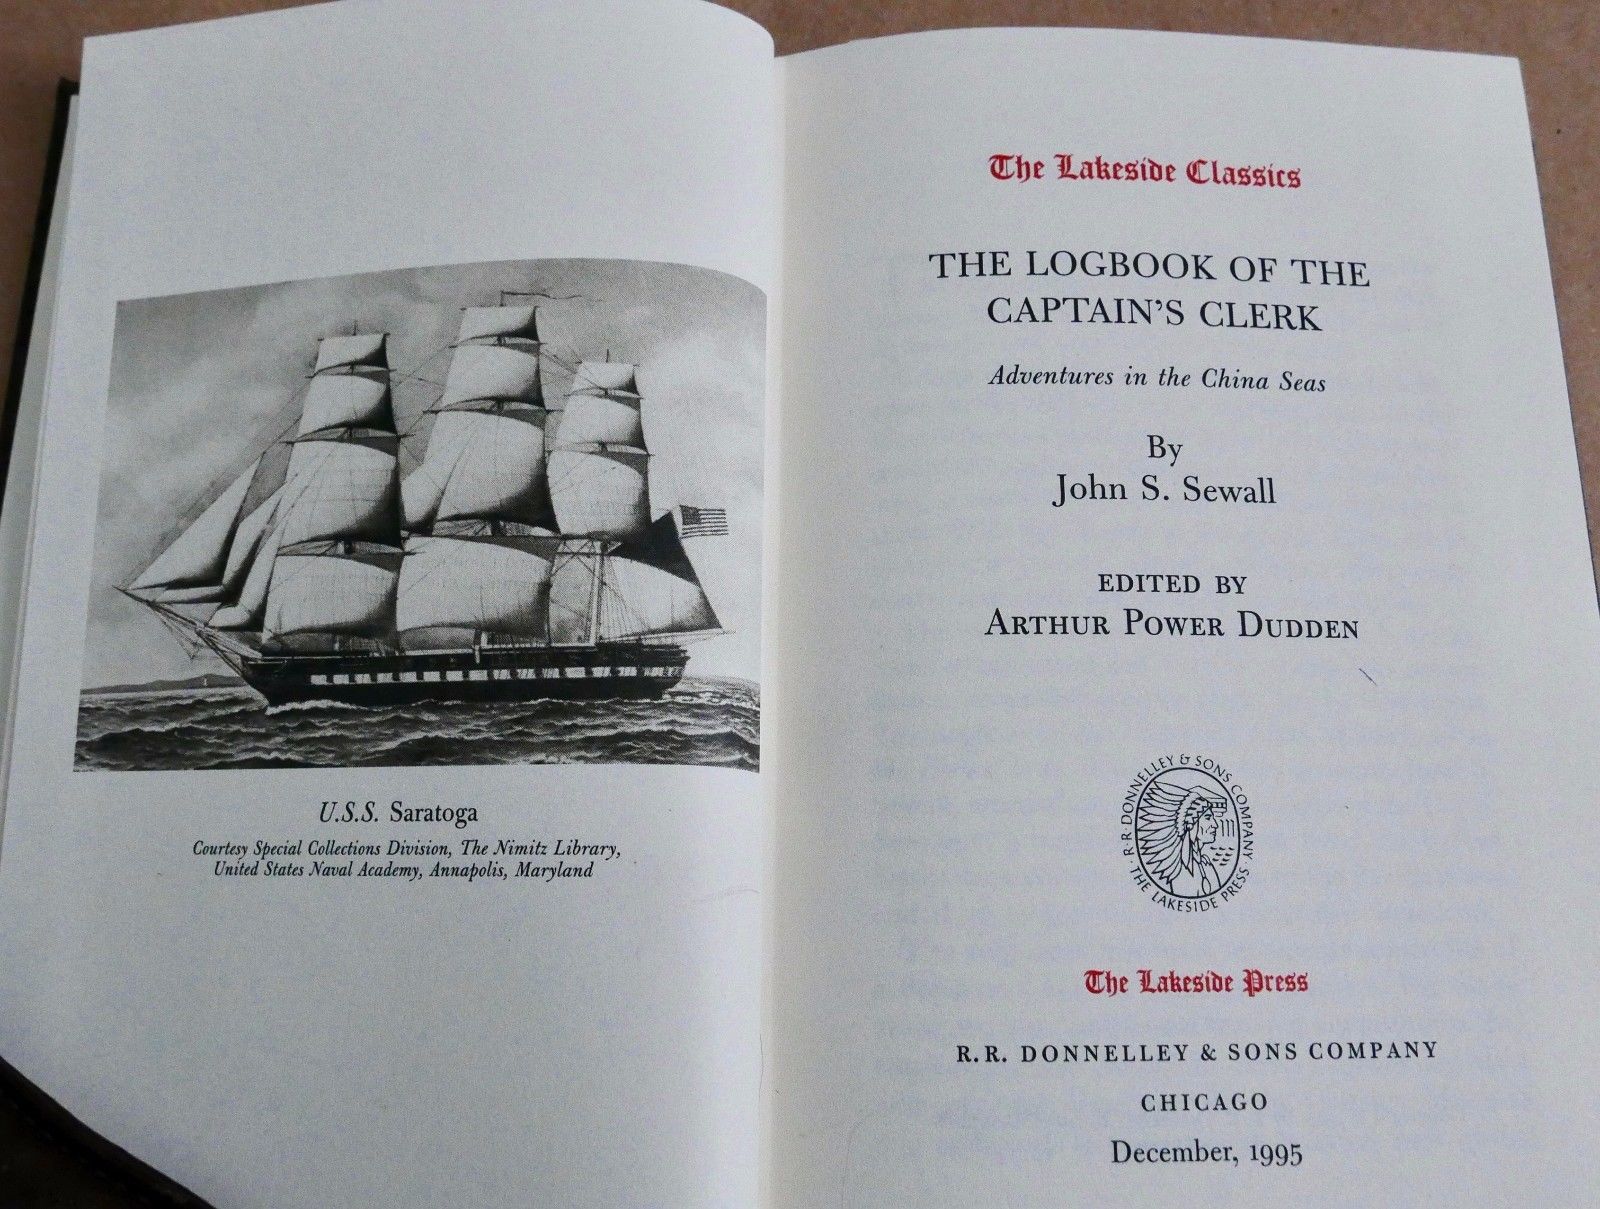 U.S.S. Saratoga
Courtesy Special Collections Division, The Nimitz Library,
United States Naval Academy, Annapolis, Maryland
The Lakeside Classics
THE LOGBOOK OF THE
CAPTAIN'S CLERK
Adventures in the China Seas
By
John S. Sewall
EDITED BY
ARTHUR POWER DUDDEN
R·R·DONNELLEY & SONS COMPANY·
·THE LAKESIDE PRESS·
The Lakeside Press
R.R. DONNELLEY & SONS COMPANY
CHICAGO
December, 1995